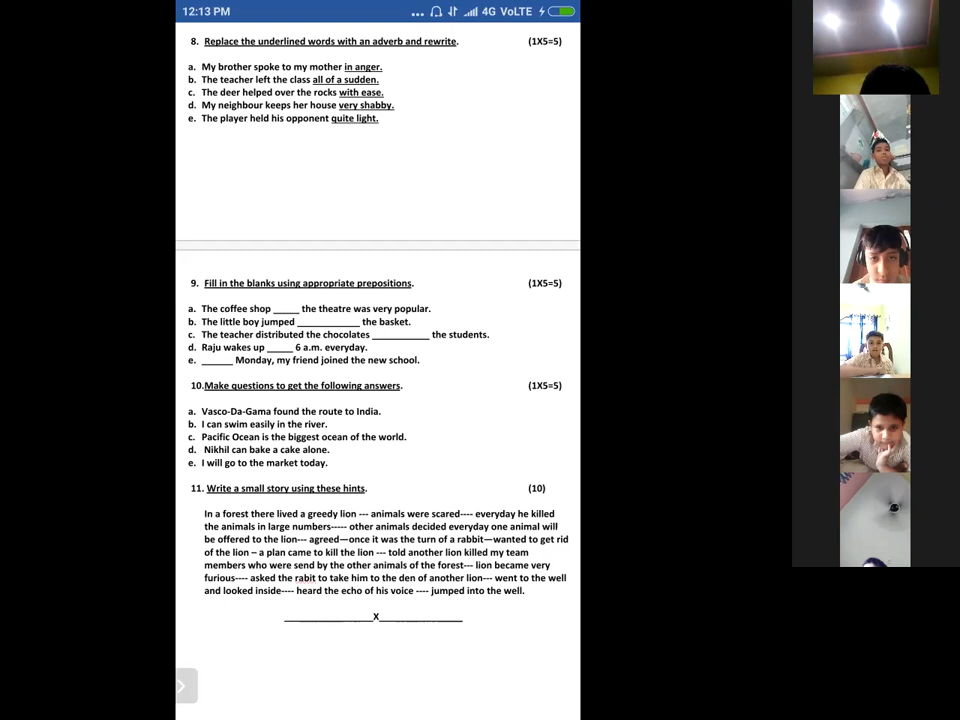 12:13 PM ... 4G VoLTE
8. Replace the underlined words with an adverb and rewrite. (1X5=5)
a. My brother spoke to my mother in anger.
b. The teacher left the class all of a sudden.
c. The deer helped over the rocks with ease.
d. My neighbour keeps her house very shabby.
e. The player held his opponent quite light.
9. Fill in the blanks using appropriate prepositions. (1X5=5)
a. The coffee shop _____ the theatre was very popular.
b. The little boy jumped ____________ the basket.
c. The teacher distributed the chocolates ___________ the students.
d. Raju wakes up _____ 6 a.m. everyday.
e. ______ Monday, my friend joined the new school.
10.Make questions to get the following answers. (1X5=5)
a. Vasco-Da-Gama found the route to India.
b. I can swim easily in the river.
c. Pacific Ocean is the biggest ocean of the world.
d. Nikhil can bake a cake alone.
e. I will go to the market today.
11. Write a small story using these hints. (10)
In a forest there lived a greedy lion --- animals were scared---- everyday he killed
the animals in large numbers----- other animals decided everyday one animal will
be offered to the lion--- agreed—once it was the turn of a rabbit—wanted to get rid
of the lion – a plan came to kill the lion --- told another lion killed my team
members who were send by the other animals of the forest--- lion became very
furious---- asked the rabit to take him to the den of another lion--- went to the well
and looked inside---- heard the echo of his voice ---- jumped into the well.
_________________X________________